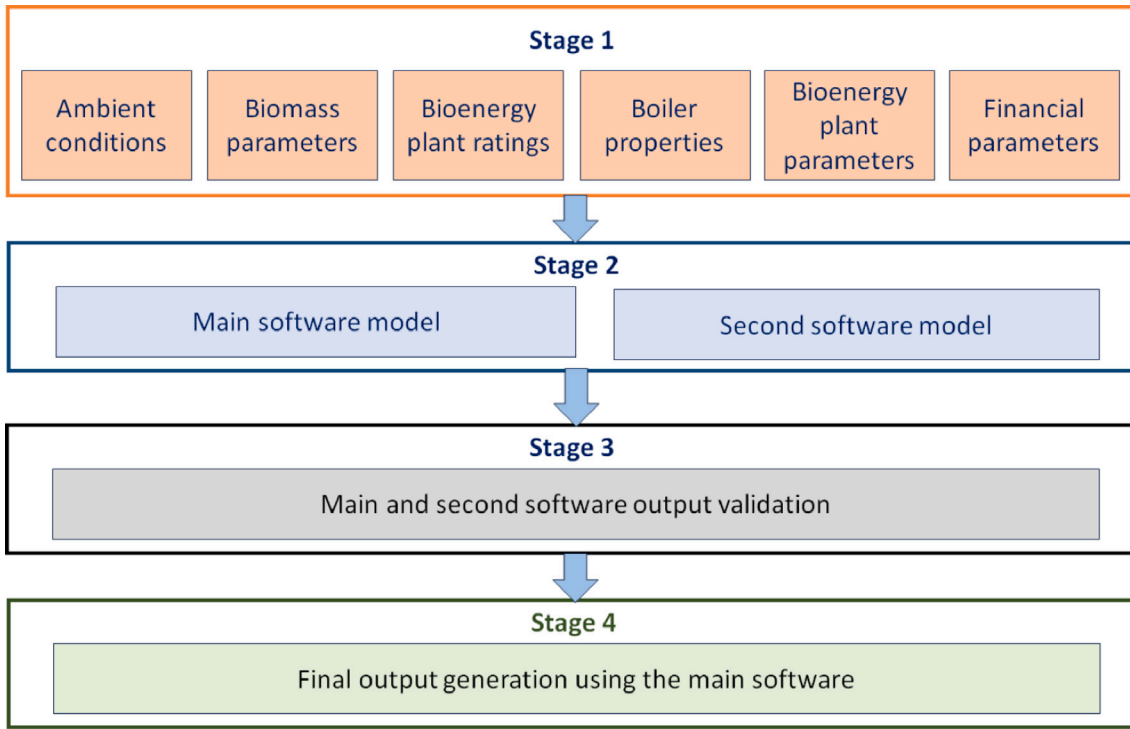 Stage 1
Ambient
conditions
Biomass
parameters
Bioenergy
plant ratings
Boiler
properties
Bioenergy
plant
parameters
Financial
parameters
Stage 2
Main software model
Second software model
Stage 3
Main and second software output validation
Stage 4
Final output generation using the main software